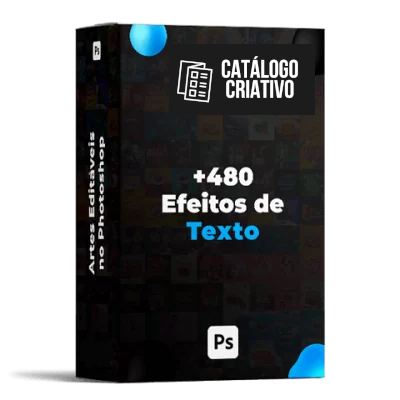 CATÁLOGO
CRIATIVO
+480
Efeitos de
Texto
Ps
Ps
Artes Editáveis
no Photoshop